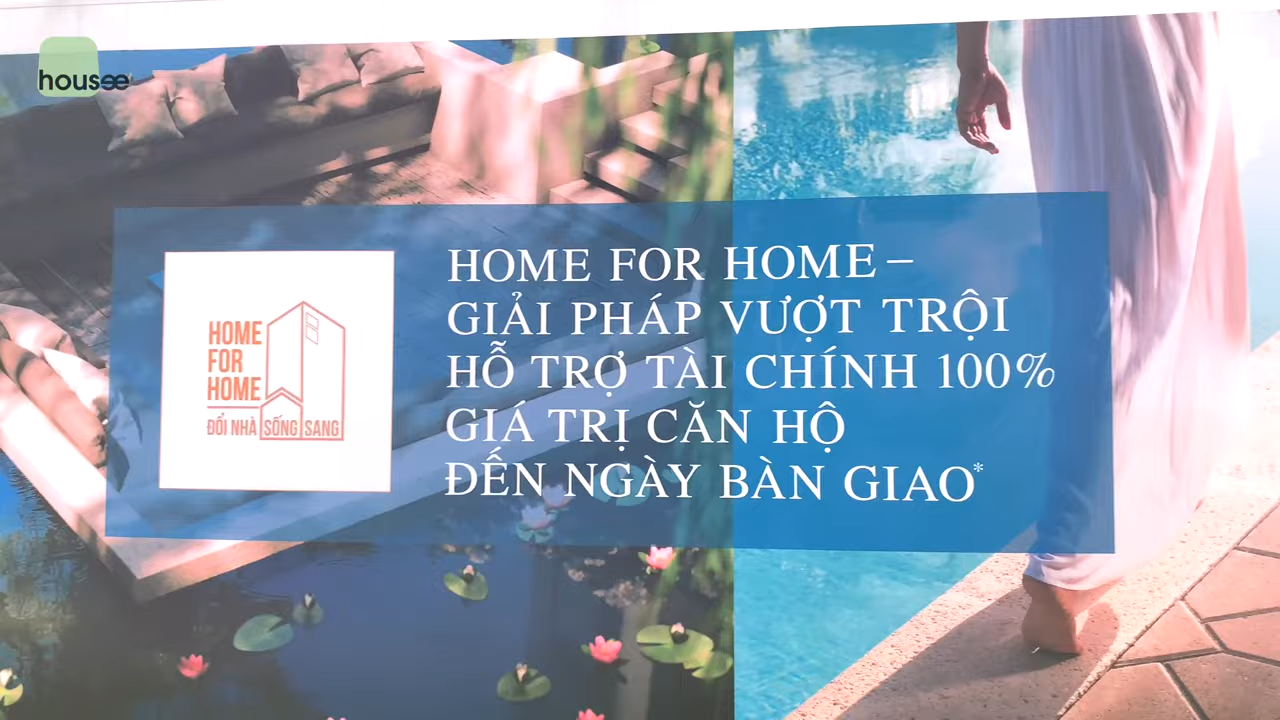 housee
HOME FOR HOME –
GIẢI PHÁP VƯỢT TRỘI
HỖ TRỢ TÀI CHÍNH 100%
GIÁ TRỊ CĂN HỘ
ĐẾN NGÀY BÀN GIAO*
HOME
FOR
HOME
ĐỔI NHÀ SỐNG SANG